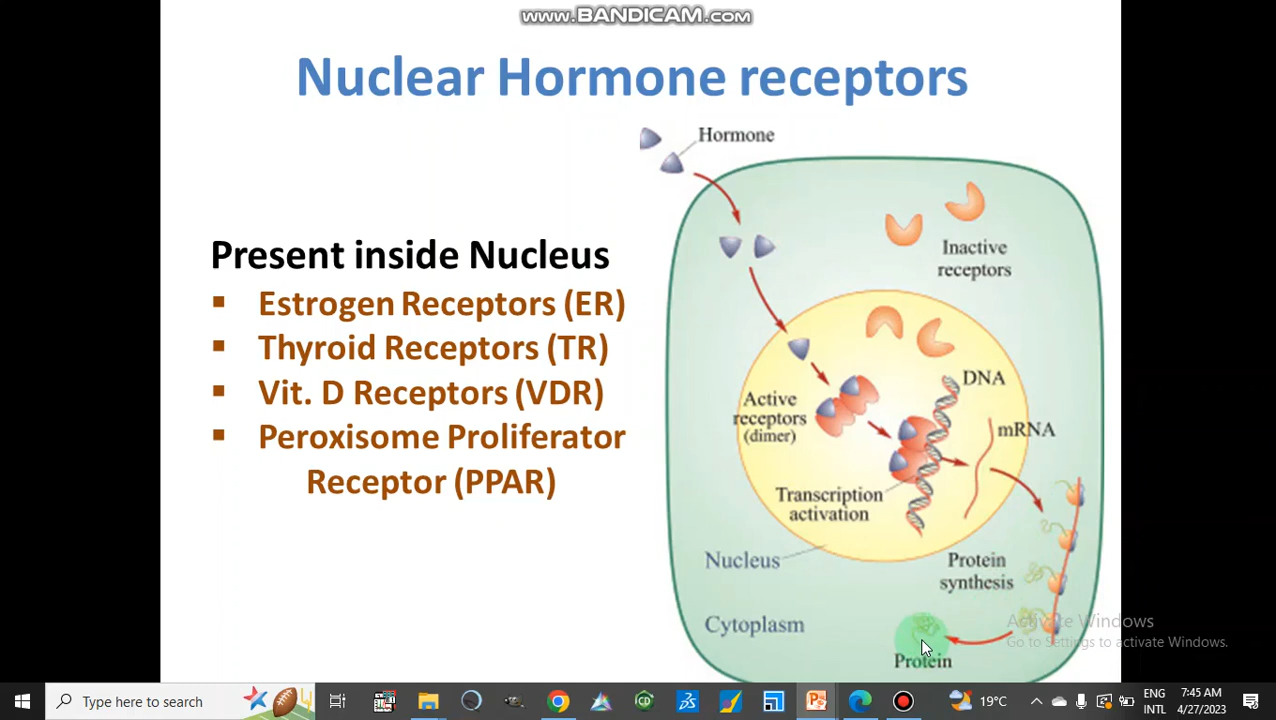 www.BANDICAM.com
Nuclear Hormone receptors
Hormone
Present inside Nucleus
▪ Estrogen Receptors (ER)
▪ Thyroid Receptors (TR)
▪ Vit. D Receptors (VDR)
▪ Peroxisome Proliferator
Receptor (PPAR)
Inactive
receptors
DNA
Active
receptors
(dimer)
mRNA
Transcription
activation
Nucleus
Protein
synthesis
Cytoplasm
Protein
Activate Windows
Go to Settings to activate Windows.
Type here to search
19°C
ENG
INTL
7:45 AM
4/27/2023